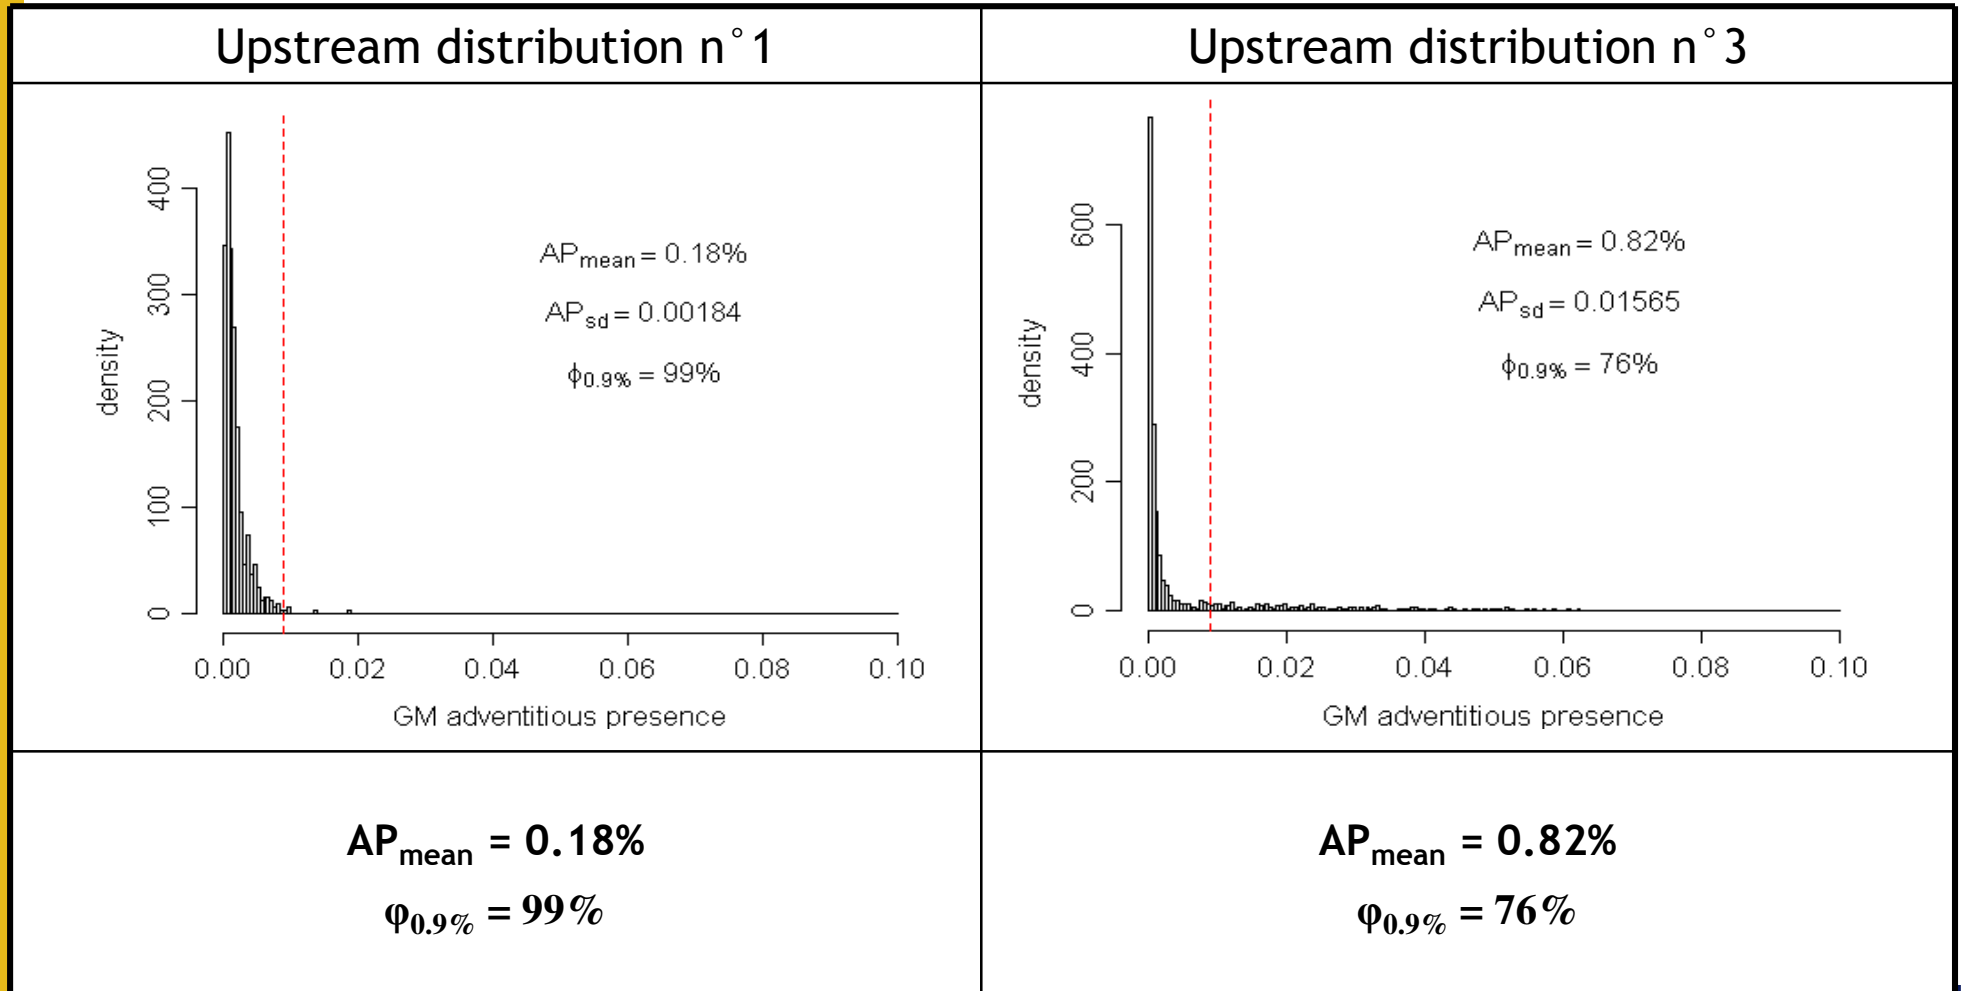 Upstream distribution n°1
Upstream distribution n°3
400
300
200
100
0
density
APmean = 0.18%
APsd = 0.00184
ϕ0.9% = 99%
0.00 0.02 0.04 0.06 0.08 0.10
GM adventitious presence
600
400
200
0
density
APmean = 0.82%
APsd = 0.01565
ϕ0.9% = 76%
0.00 0.02 0.04 0.06 0.08 0.10
GM adventitious presence
APmean = 0.18%
φ0.9% = 99%
APmean = 0.82%
φ0.9% = 76%